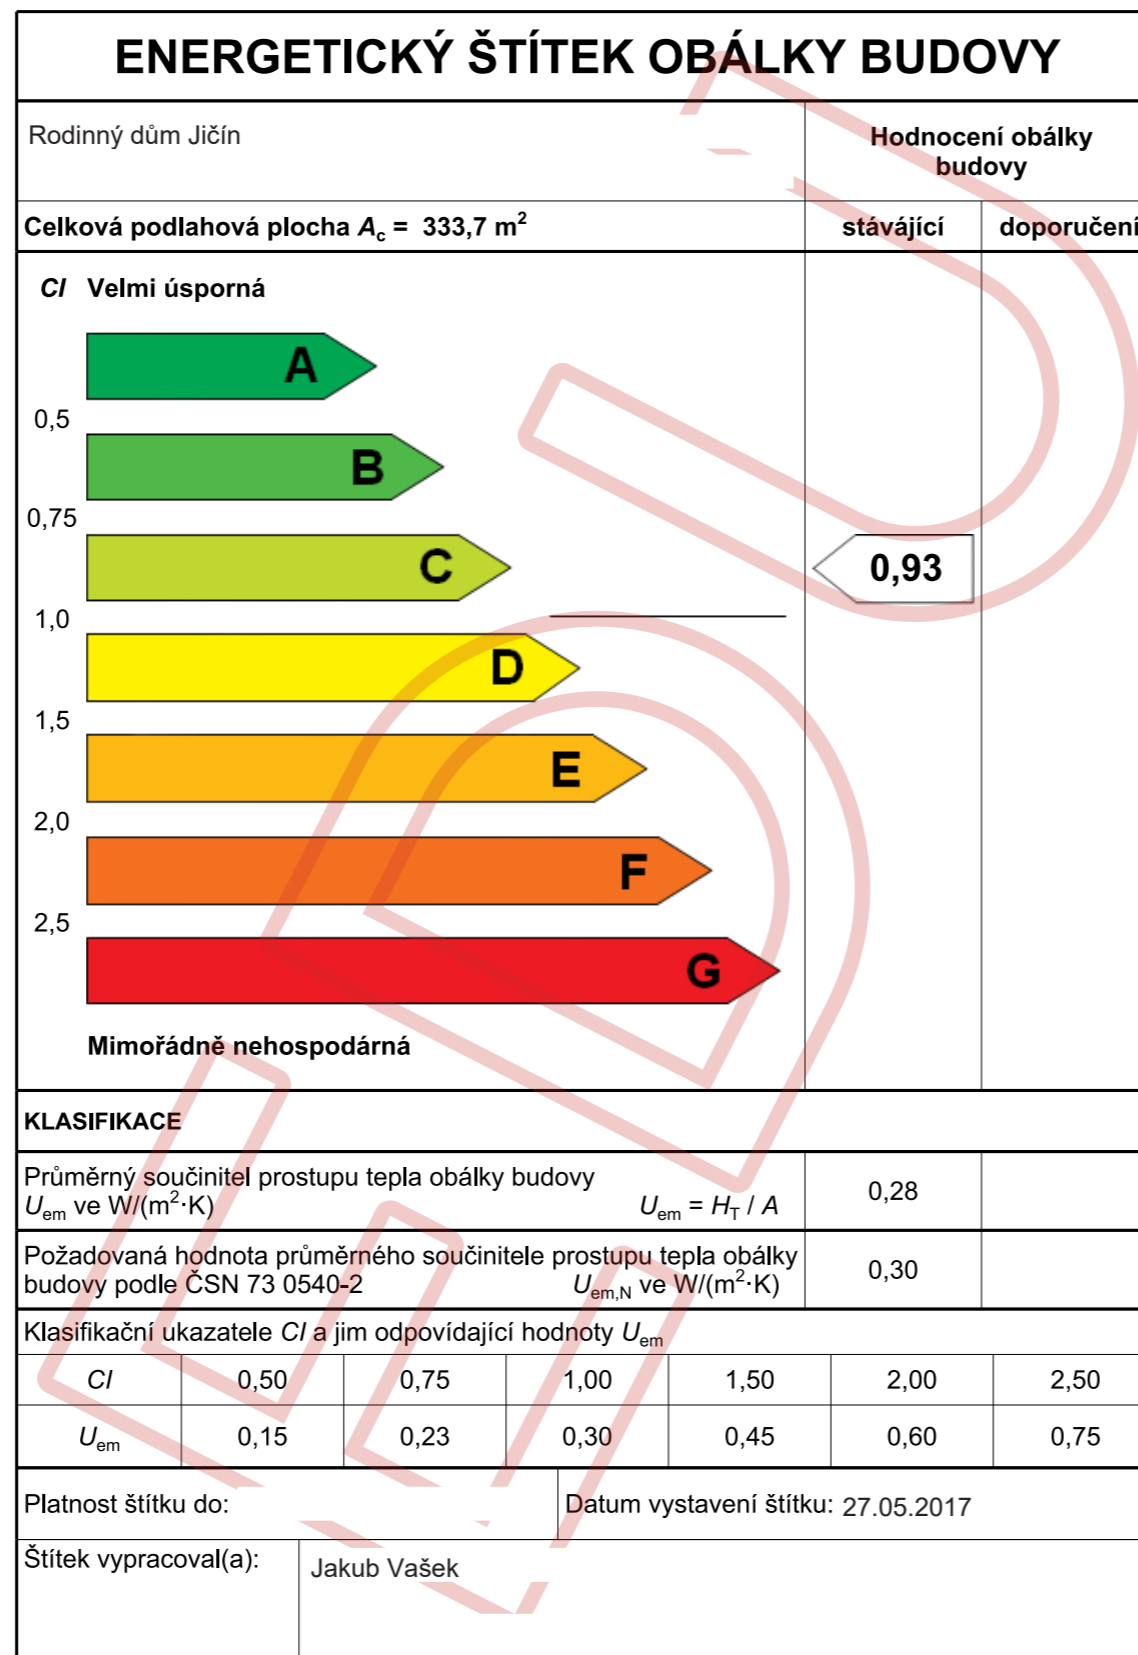 ENERGETICKÝ ŠTÍTEK OBÁLKY BUDOVY
Rodinný dům Jičín
Hodnocení obálky
budovy
Celková podlahová plocha Ac = 333,7 m²
stávající
doporučení
CI Velmi úsporná
A
0,5
B
0,75
C
0,93
1,0
D
1,5
E
2,0
F
2,5
G
Mimořádně nehospodárná
KLASIFIKACE
Průměrný součinitel prostupu tepla obálky budovy
Uem ve W/(m²·K) Uem = HT / A
0,28
Požadovaná hodnota průměrného součinitele prostupu tepla obálky
budovy podle ČSN 73 0540-2 Uem,N ve W/(m²·K)
0,30
Klasifikační ukazatele CI a jim odpovídající hodnoty Uem
CI 0,50 0,75 1,00 1,50 2,00 2,50
Uem 0,15 0,23 0,30 0,45 0,60 0,75
Platnost štítku do:
Datum vystavení štítku: 27.05.2017
Štítek vypracoval(a):
Jakub Vašek
EDU